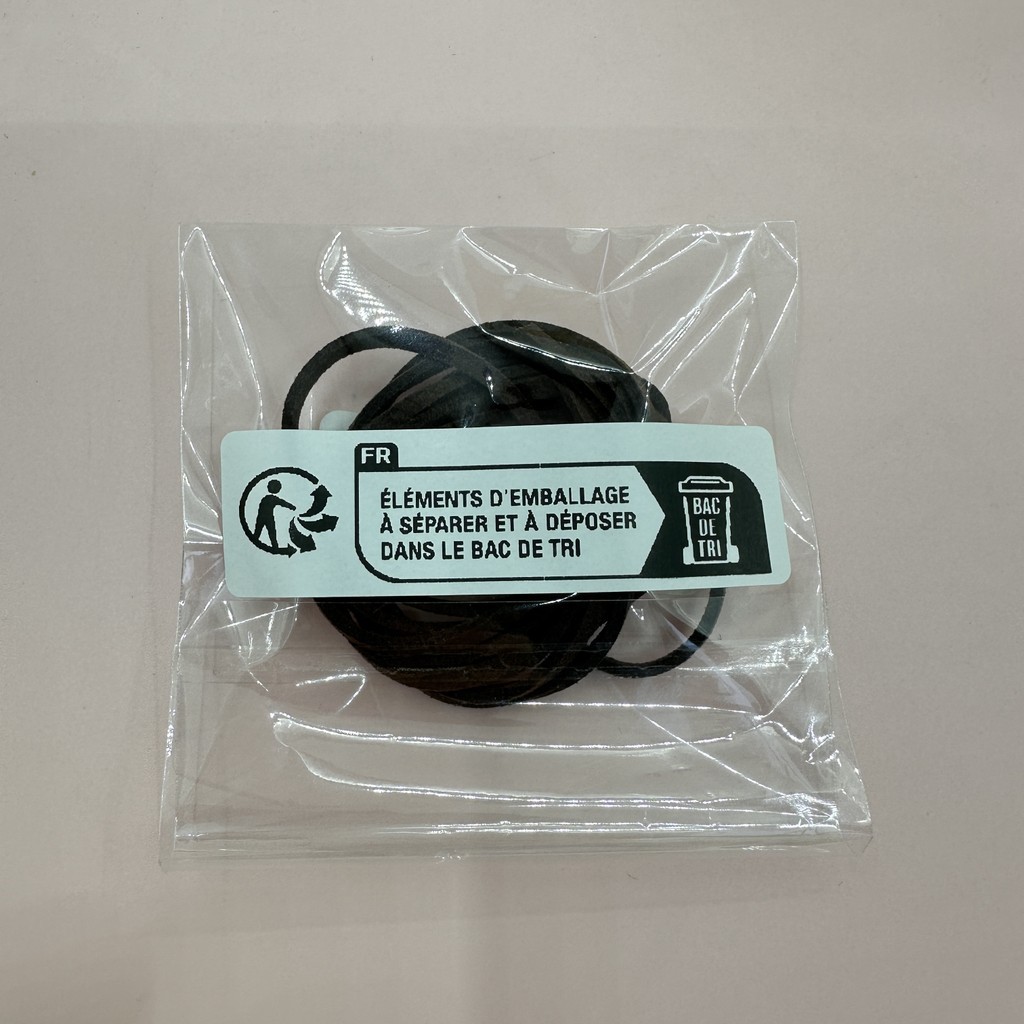 FR
ÉLÉMENTS D'EMBALLAGE
À SÉPARER ET À DÉPOSER
DANS LE BAC DE TRI
BAC
DE
TRI